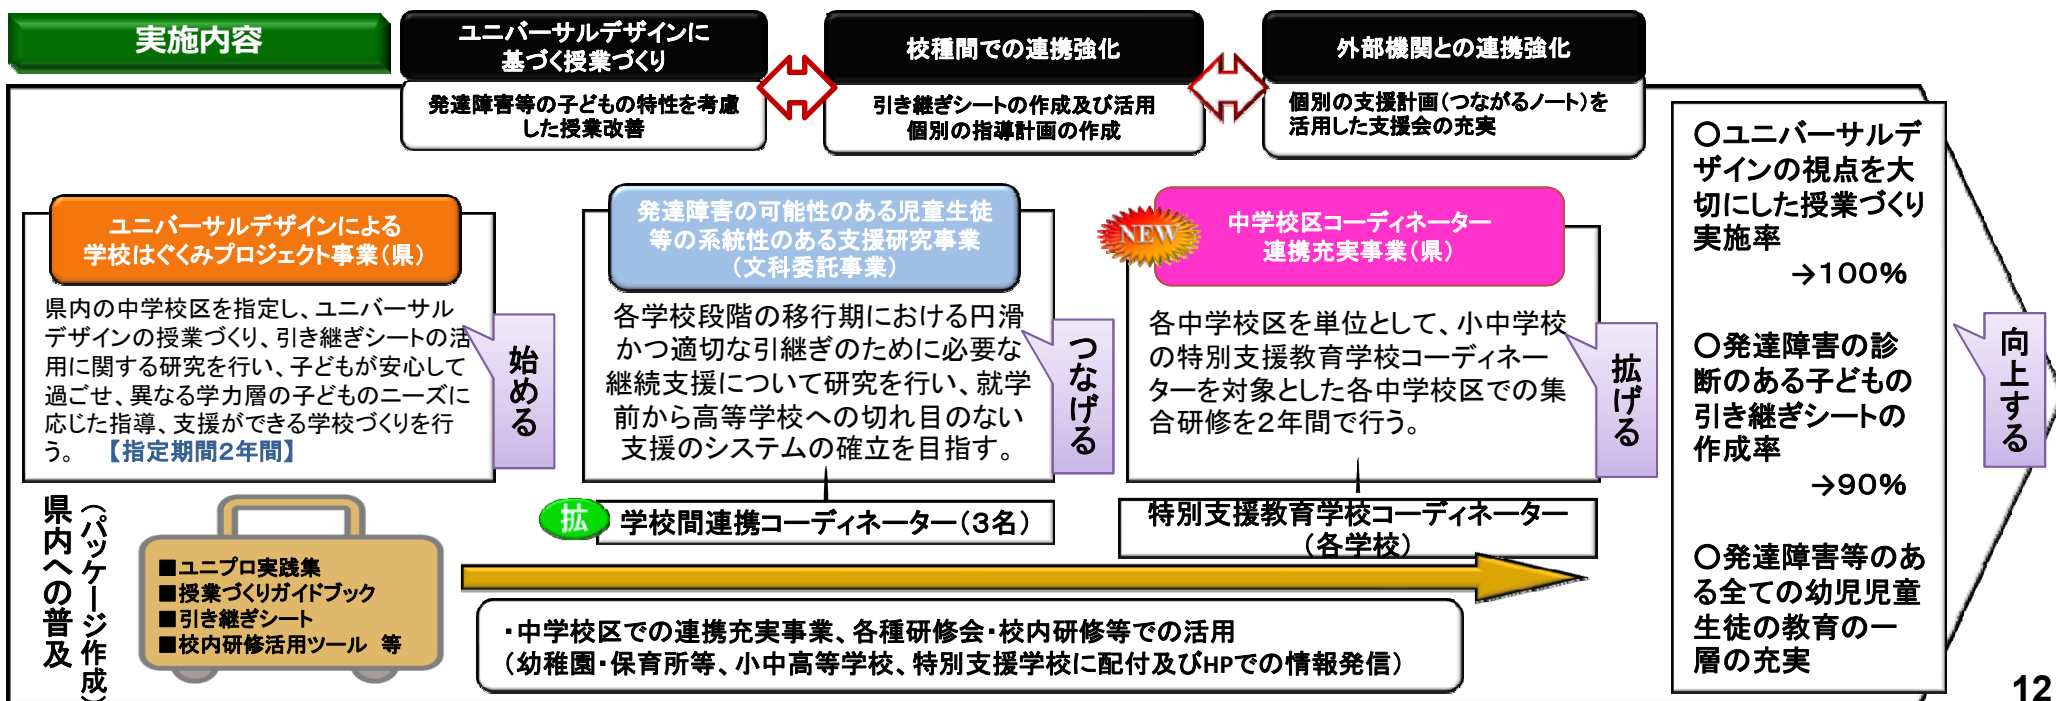 実施内容
ユニバーサルデザインに
基づく授業づくり
発達障害等の子どもの特性を考慮
した授業改善
校種間での連携強化
引き継ぎシートの作成及び活用
個別の指導計画の作成
外部機関との連携強化
個別の支援計画(つながるノート)を
活用した支援会の充実
ユニバーサルデザインによる
学校はぐくみプロジェクト事業(県)
県内の中学校区を指定し、ユニバーサル
デザインの授業づくり、引き継ぎシートの活
用に関する研究を行い、子どもが安心して
過ごせ、異なる学力層の子どものニーズに
応じた指導、支援ができる学校づくりを行
う。 【指定期間2年間】
始める
発達障害の可能性のある児童生徒
等の系統性のある支援研究事業
(文科委託事業)
各学校段階の移行期における円滑
かつ適切な引継ぎのために必要な
継続支援について研究を行い、就学
前から高等学校への切れ目のない
支援のシステムの確立を目指す。
つなげる
拡 学校間連携コーディネーター(3名)
NEW
中学校区コーディネーター
連携充実事業(県)
各中学校区を単位として、小中学校
の特別支援教育学校コーディネー
ターを対象とした各中学校区での集
合研修を2年間で行う。
拡げる
特別支援教育学校コーディネーター
(各学校)
県内への普及
(パッケージ作成)
■ユニプロ実践集
■授業づくりガイドブック
■引き継ぎシート
■校内研修活用ツール 等
・中学校区での連携充実事業、各種研修会・校内研修等での活用
(幼稚園・保育所等、小中高等学校、特別支援学校に配付及びHPでの情報発信)
○ユニバーサルデ
ザインの視点を大
切にした授業づくり
実施率
→100%
○発達障害の診
断のある子どもの
引き継ぎシートの
作成率
→90%
○発達障害等のあ
る全ての幼児児童
生徒の教育の一
層の充実
向上する
12